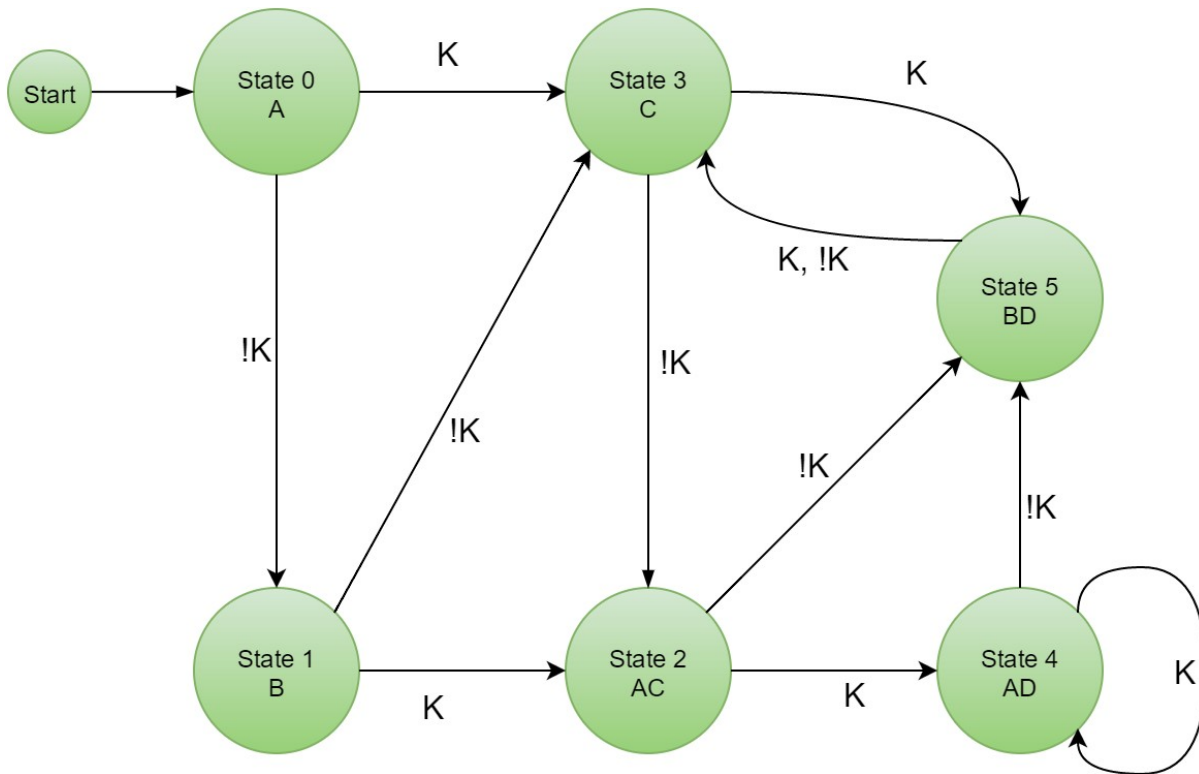 Start
State 0
A
K
State 3
C
K
K, !K
State 5
BD
!K
!K
!K
!K
!K
State 1
B
K
State 2
AC
K
State 4
AD
K